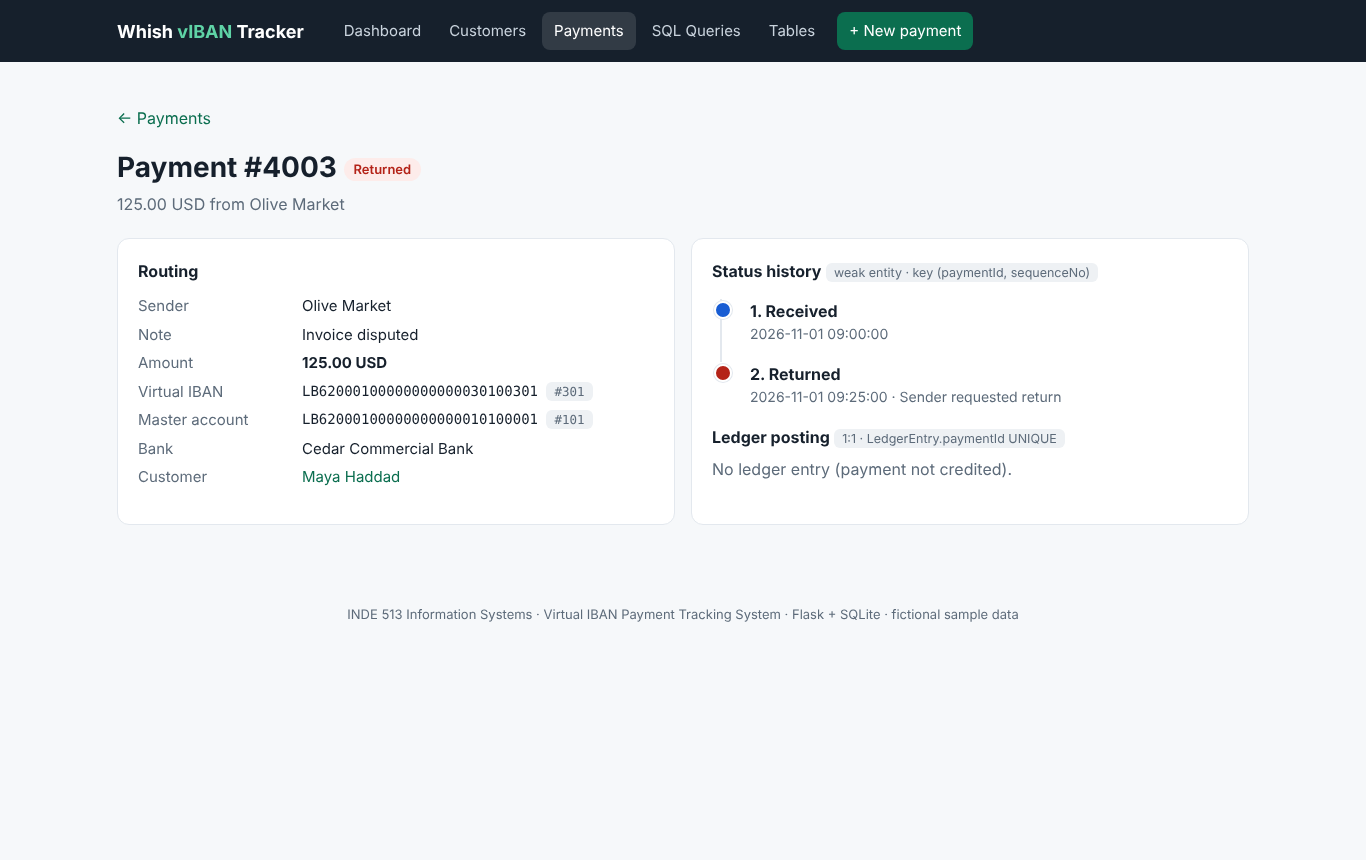 Whish vIBAN Tracker Dashboard Customers Payments SQL Queries Tables + New payment
← Payments
Payment #4003 Returned
125.00 USD from Olive Market
Routing
Sender Olive Market
Note Invoice disputed
Amount 125.00 USD
Virtual IBAN LB62000100000000000030100301 #301
Master account LB62000100000000000010100001 #101
Bank Cedar Commercial Bank
Customer Maya Haddad
Status history weak entity · key (paymentId, sequenceNo)
1. Received
2026-11-01 09:00:00
2. Returned
2026-11-01 09:25:00 · Sender requested return
Ledger posting 1:1 · LedgerEntry.paymentId UNIQUE
No ledger entry (payment not credited).
INDE 513 Information Systems · Virtual IBAN Payment Tracking System · Flask + SQLite · fictional sample data